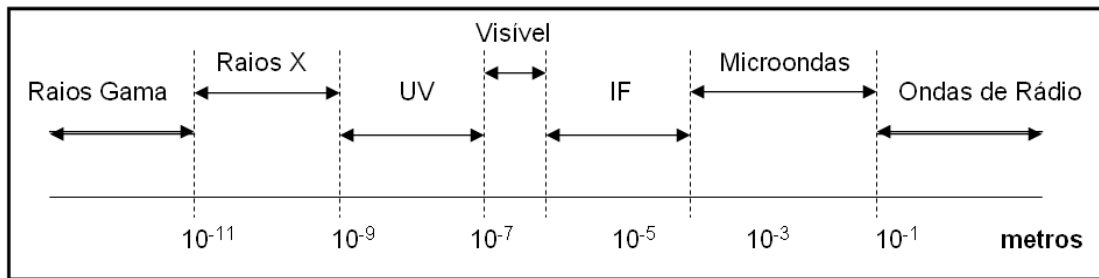 Visível
Raios X
Microondas
Raios Gama
UV
IF
Ondas de Rádio
10-11
10-9
10-7
10-5
10-3
10-1
metros